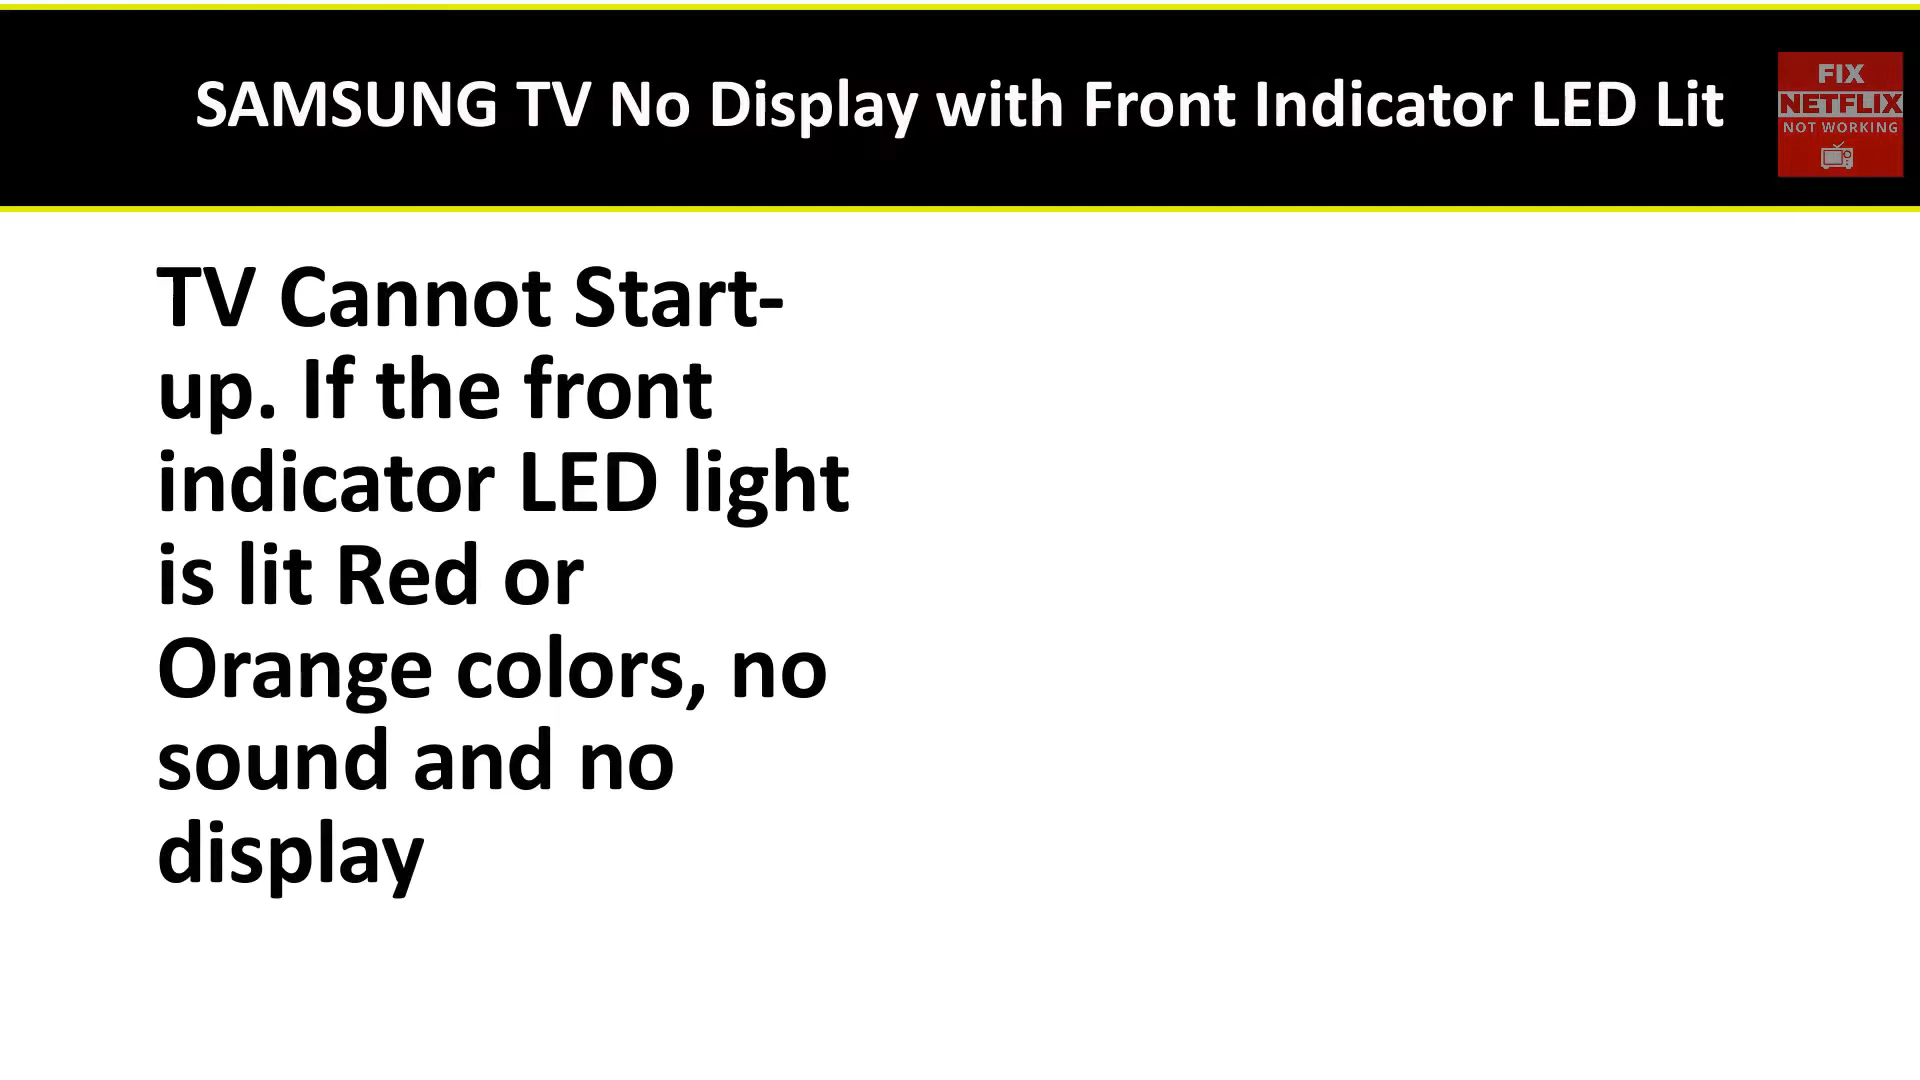 SAMSUNG TV No Display with Front Indicator LED Lit
FIX
NETFLIX
NOT WORKING
TV Cannot Start-
up. If the front
indicator LED light
is lit Red or
Orange colors, no
sound and no
display